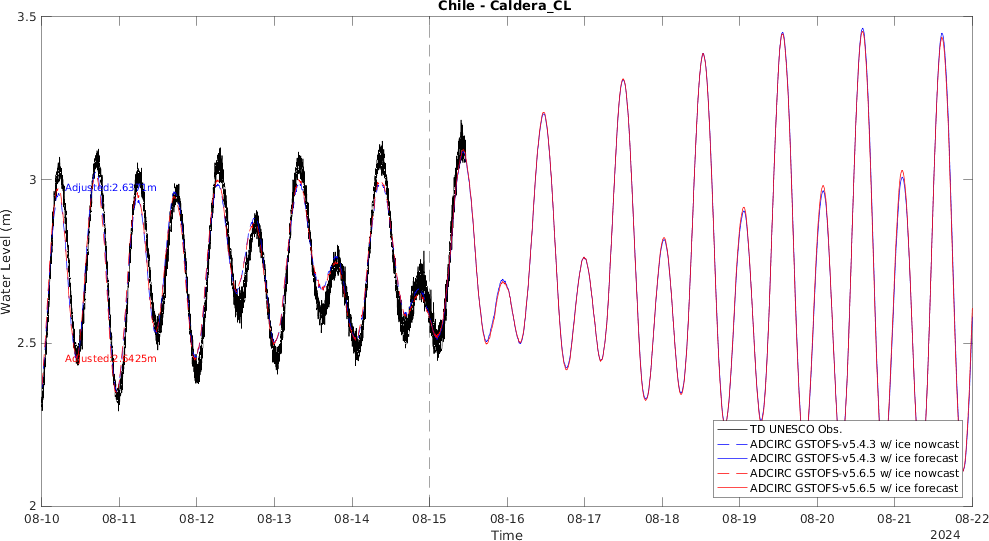 Chile - Caldera_CL
Water Level (m)
3.5
3
2.5
2
Adjusted:2.6
Adjusted:2.6425m
TD UNESCO Obs.
ADCIRC GSTOFS-v5.4.3 w/ ice nowcast
ADCIRC GSTOFS-v5.4.3 w/ ice forecast
ADCIRC GSTOFS-v5.6.5 w/ ice nowcast
ADCIRC GSTOFS-v5.6.5 w/ ice forecast
08-10 08-11 08-12 08-13 08-14 08-15 08-16 08-17 08-18 08-19 08-20 08-21 08-22
Time
2024